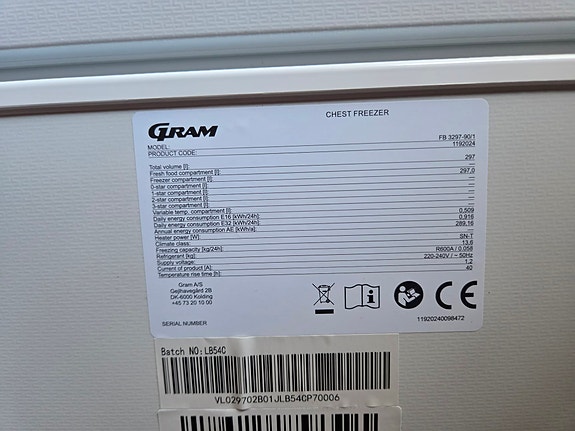 CHEST FREEZER
GRAM
MODEL: FB 3297-90/1
PRODUCT CODE: 1192024
Total volume [l]: 297
Fresh food compartment [l]: —
Freezer compartment [l]: 297,0
0-star compartment [l]: —
1-star compartment [l]: —
2-star compartment [l]: —
3-star compartment [l]: —
Variable temp. compartment [l]: —
Daily energy consumption E16 [kWh/24h]: 0,509
Daily energy consumption E32 [kWh/24h]: 0,916
Annual energy consumption AE [kWh/a]: 289,16
Heater power [W]: —
Climate class: SN-T
Freezing capacity [kg/24h]: 13,6
Refrigerant [kg]: R600A / 0,058
Supply voltage: 220-240V / ~ 50Hz
Current of product [A]: 1,2
Temperature rise time [h]: 40
Gram A/S
Gejlhavegård 2B
DK-6000 Kolding
+45 73 20 10 00
CE
SERIAL NUMBER 11920240098472
Batch NO:LB54C
VL029702B01JLB54CP70006